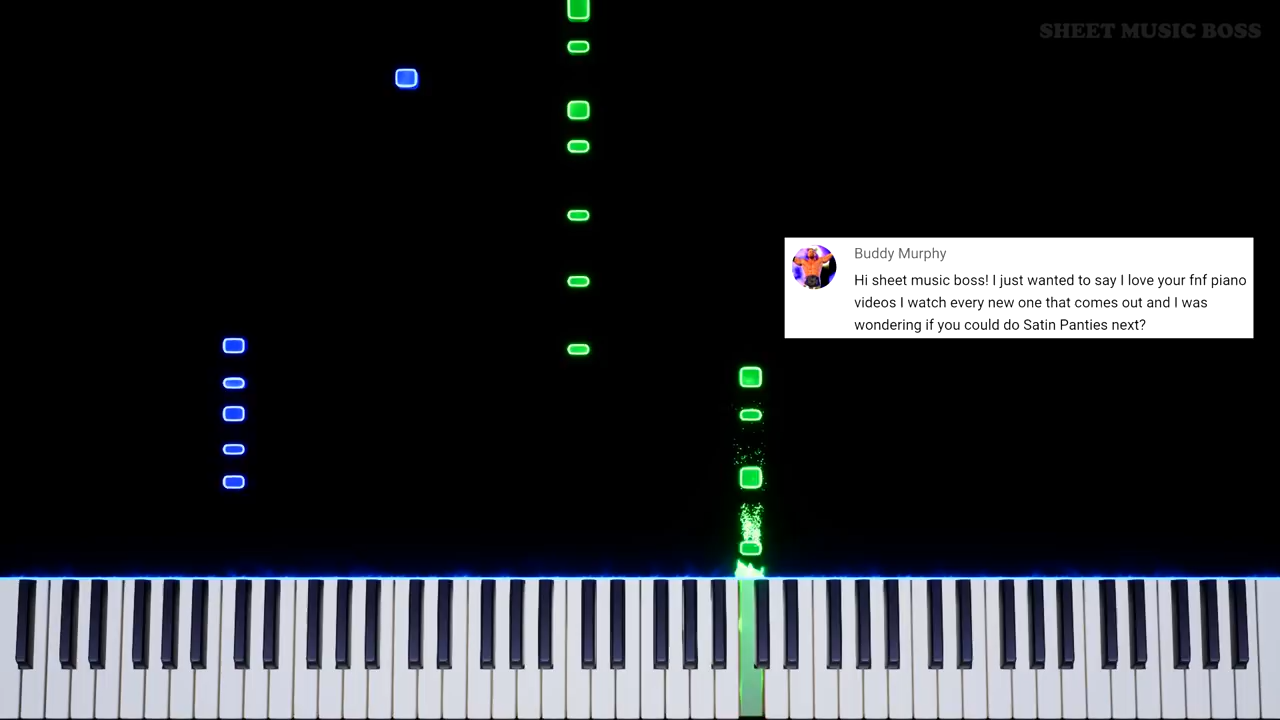 SHEET MUSIC BOSS
Buddy Murphy
Hi sheet music boss! I just wanted to say I love your fnf piano
videos I watch every new one that comes out and I was
wondering if you could do Satin Panties next?